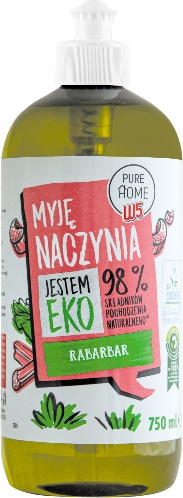 PURE
HOME
W5
MYJĘ
NACZYNIA
JESTEM
EKO
98%
SKŁADNIKÓW
POCHODZENIA
NATURALNEGO*
RABARBAR
750 ml e